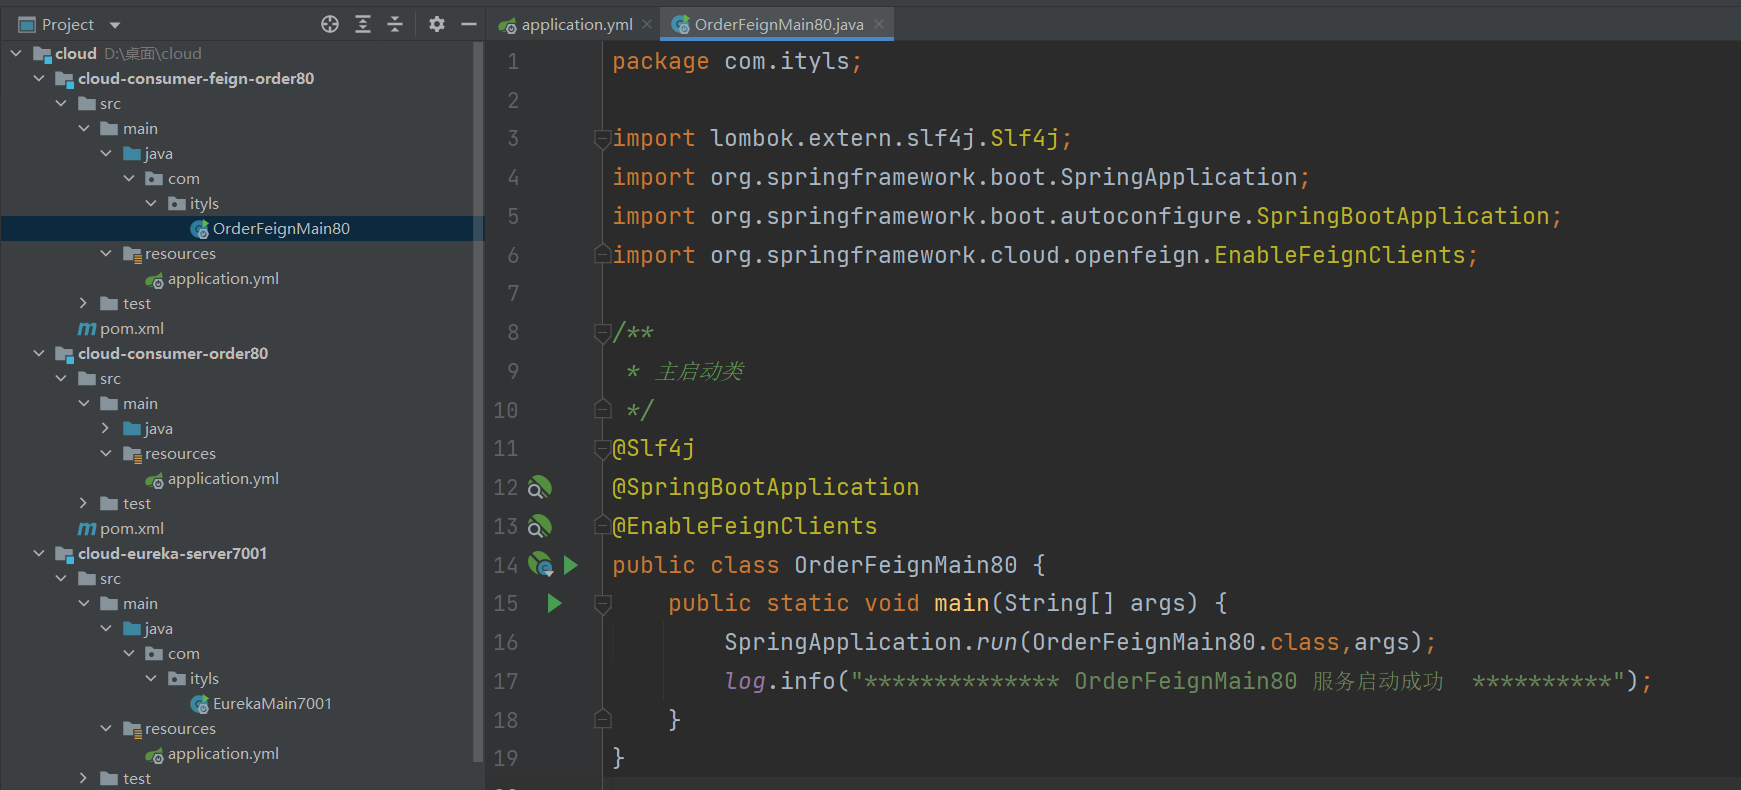 Project
cloud D:\桌面\cloud
cloud-consumer-feign-order80
src
main
java
com
ityls
OrderFeignMain80
resources
application.yml
test
pom.xml
cloud-consumer-order80
src
main
java
resources
application.yml
test
pom.xml
cloud-eureka-server7001
src
main
java
com
ityls
EurekaMain7001
resources
application.yml
test
application.yml
OrderFeignMain80.java
1 package com.ityls;
2
3 import lombok.extern.slf4j.Slf4j;
4 import org.springframework.boot.SpringApplication;
5 import org.springframework.boot.autoconfigure.SpringBootApplication;
6 import org.springframework.cloud.openfeign.EnableFeignClients;
7
8 /**
9 * 主启动类
10 */
11 @Slf4j
12 @SpringBootApplication
13 @EnableFeignClients
14 public class OrderFeignMain80 {
15 public static void main(String[] args) {
16 SpringApplication.run(OrderFeignMain80.class,args);
17 log.info("************** OrderFeignMain80 服务启动成功 **********");
18 }
19 }